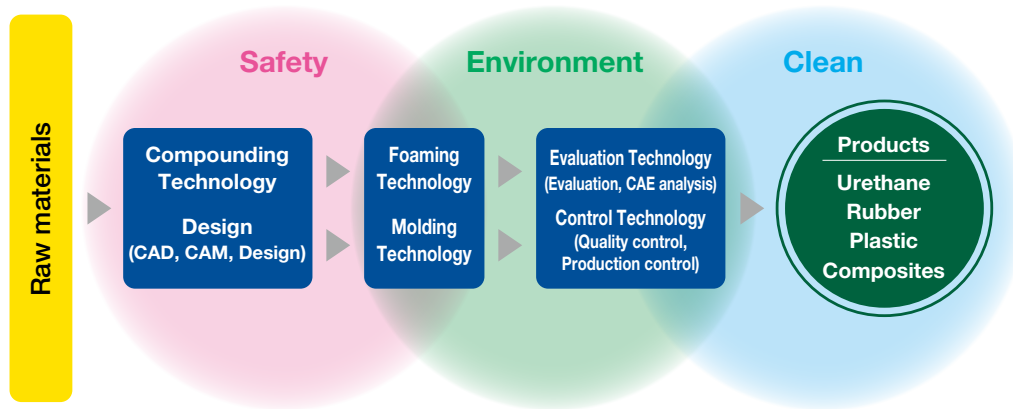 Raw materials
Safety
Environment
Clean
Compounding
Technology
Design
(CAD, CAM, Design)
Foaming
Technology
Molding
Technology
Evaluation Technology
(Evaluation, CAE analysis)
Control Technology
(Quality control,
Production control)
Products
Urethane
Rubber
Plastic
Composites